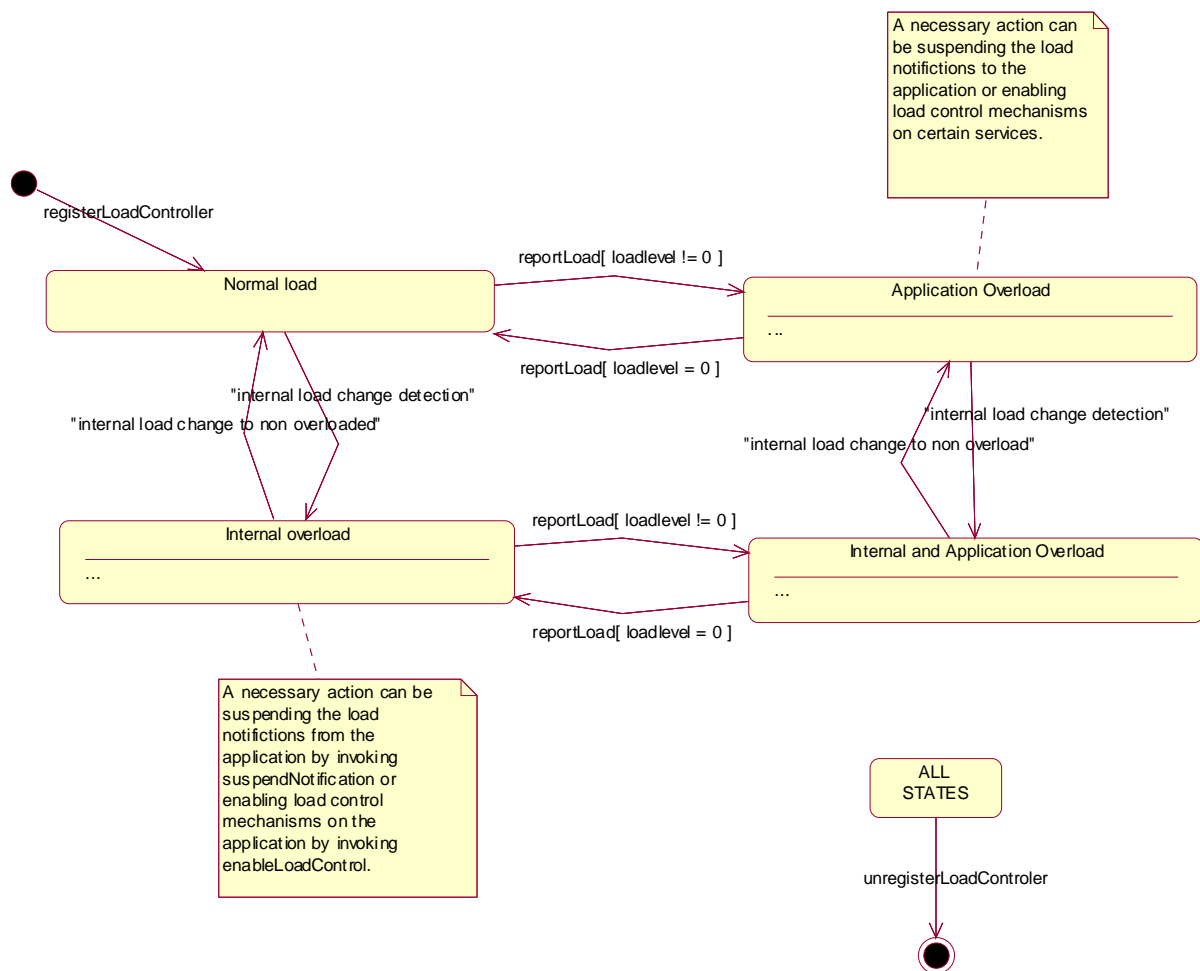 A necessary action can
be suspending the load
notifictions to the
application or enabling
load control mechanisms
on certain services.
registerLoadController
Normal load
reportLoad[ loadlevel != 0 ]
Application Overload
...
reportLoad[ loadlevel = 0 ]
"internal load change detection"
"internal load change to non overloaded"
"internal load change detection"
"internal load change to non overload"
Internal overload
...
reportLoad[ loadlevel != 0 ]
Internal and Application Overload
...
reportLoad[ loadlevel = 0 ]
A necessary action can be
suspending the load
notifictions from the
application by invoking
suspendNotification or
enabling load control
mechanisms on the
application by invoking
enableLoadControl.
ALL
STATES
unregisterLoadControler